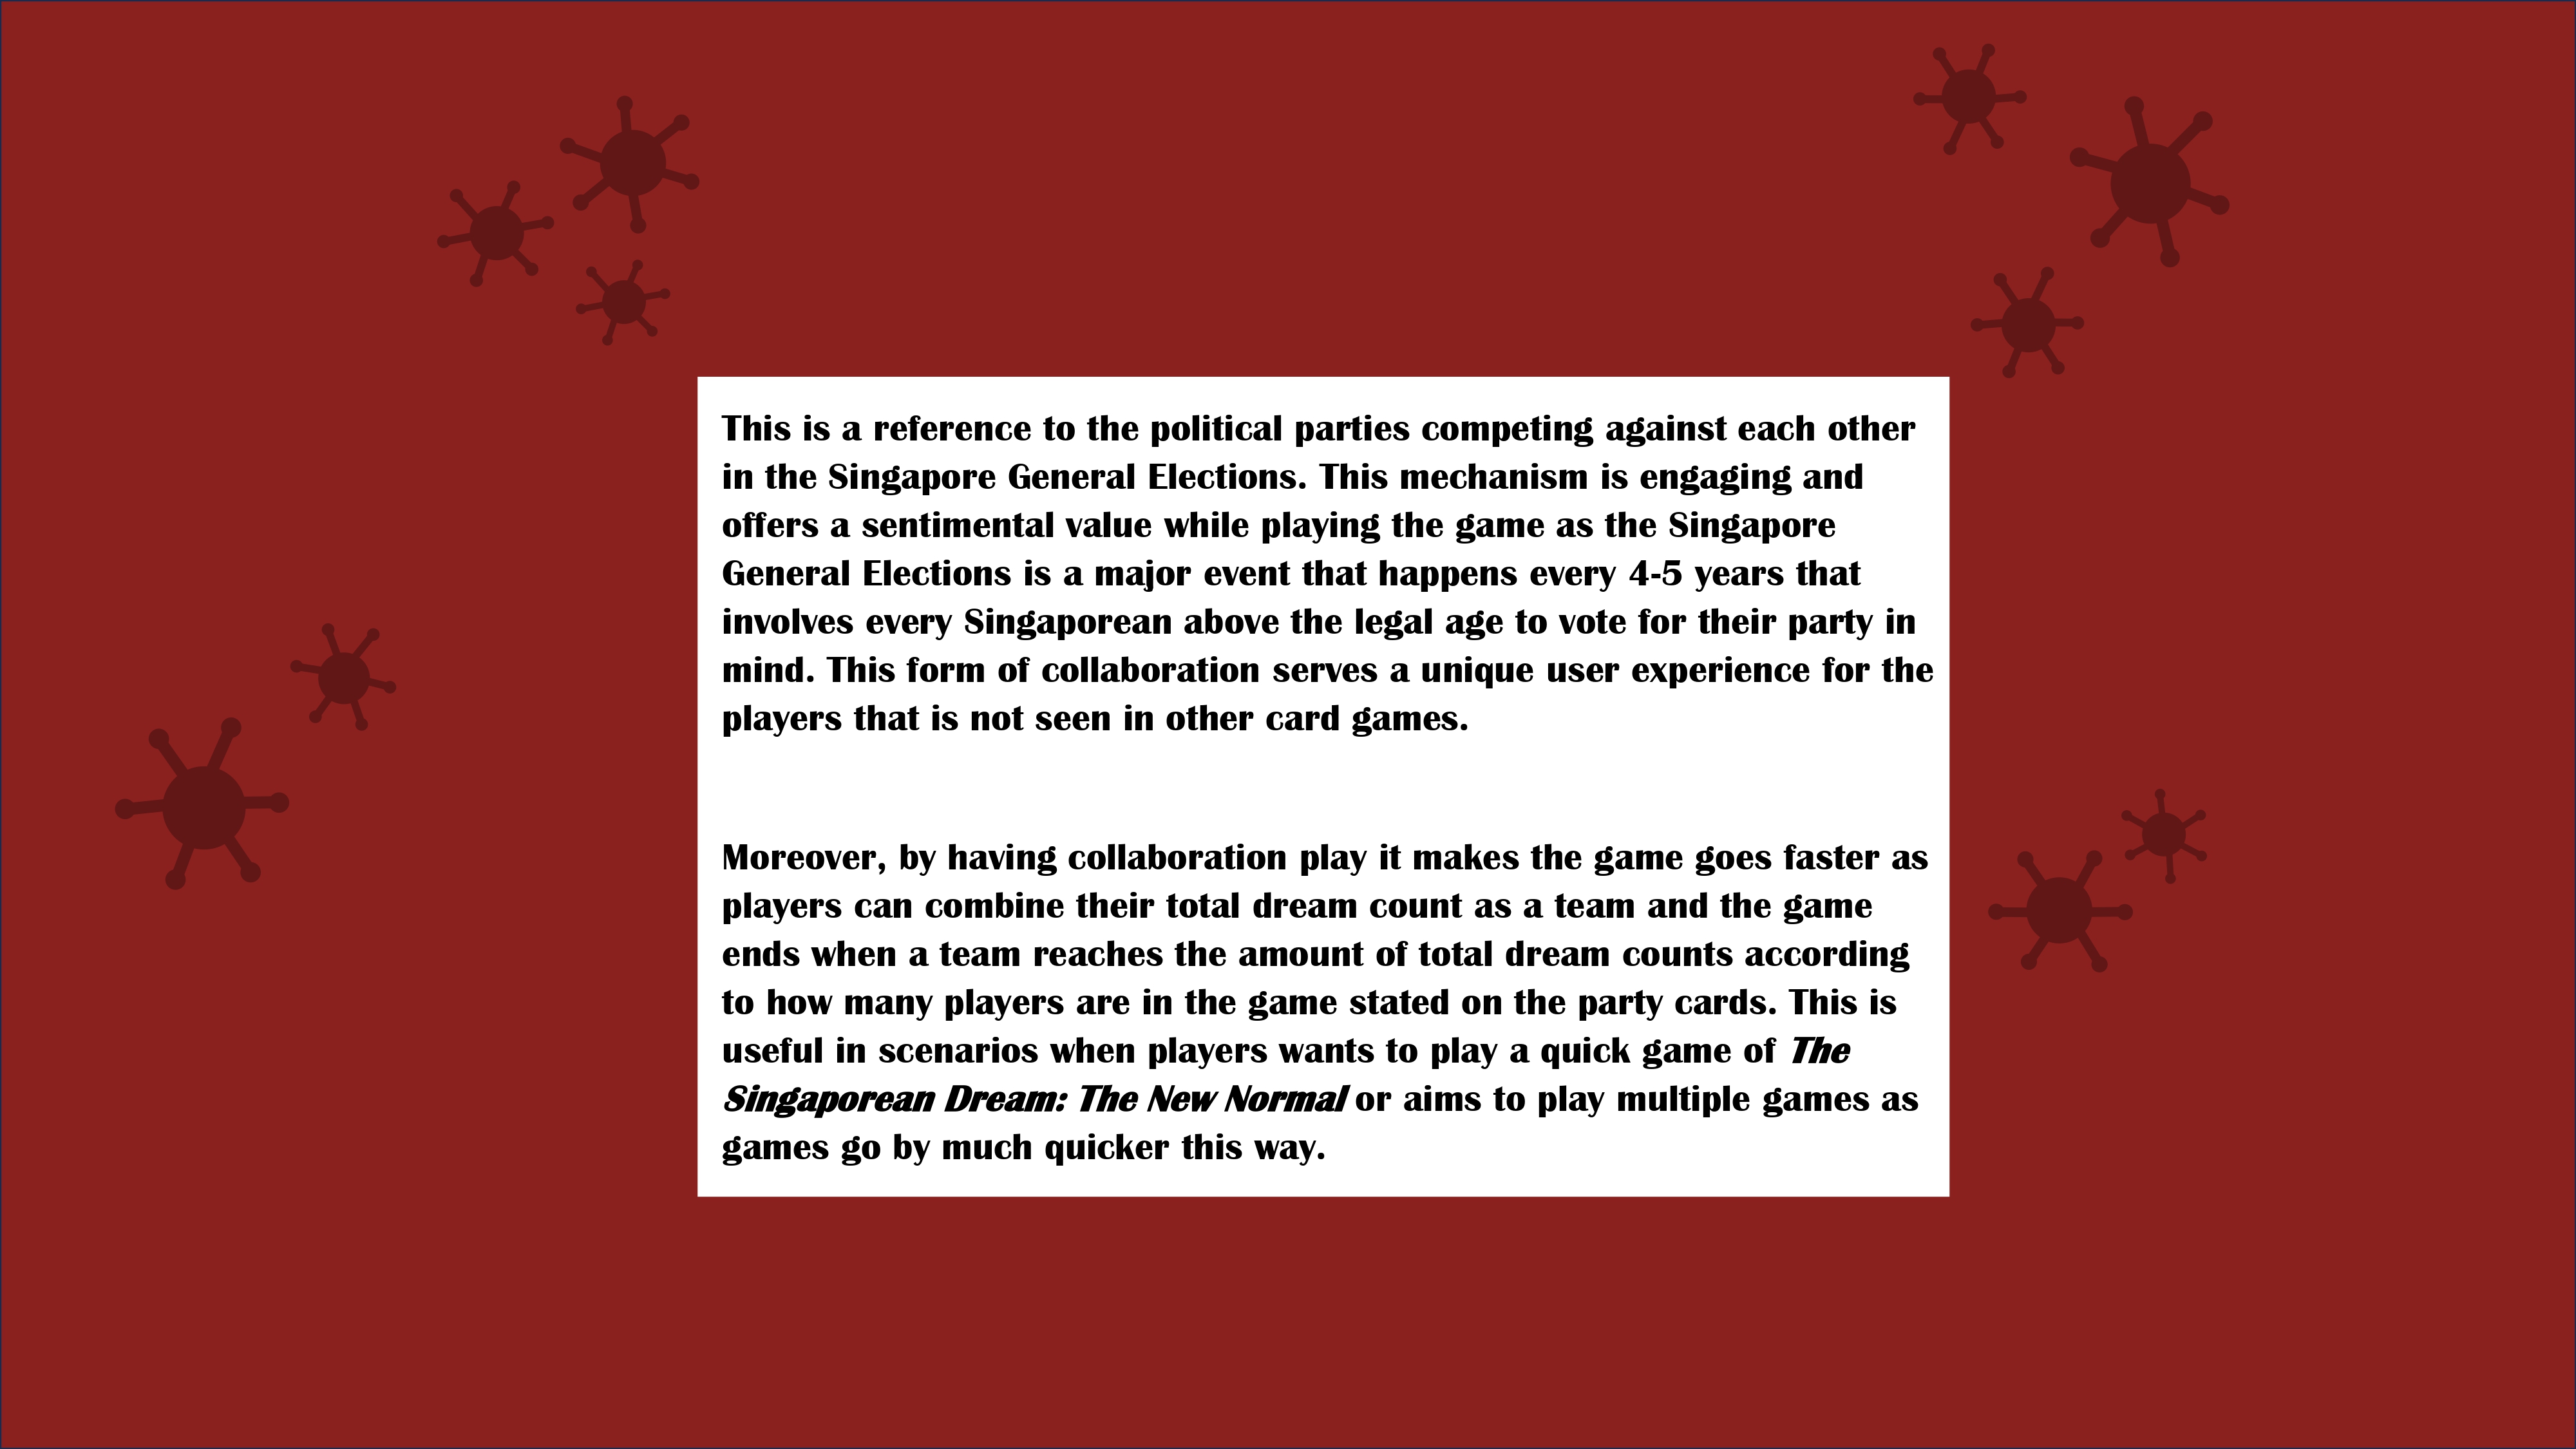 This is a reference to the political parties competing against each other
in the Singapore General Elections. This mechanism is engaging and
offers a sentimental value while playing the game as the Singapore
General Elections is a major event that happens every 4-5 years that
involves every Singaporean above the legal age to vote for their party in
mind. This form of collaboration serves a unique user experience for the
players that is not seen in other card games.
Moreover, by having collaboration play it makes the game goes faster as
players can combine their total dream count as a team and the game
ends when a team reaches the amount of total dream counts according
to how many players are in the game stated on the party cards. This is
useful in scenarios when players wants to play a quick game of The
Singaporean Dream: The New Normal or aims to play multiple games as
games go by much quicker this way.